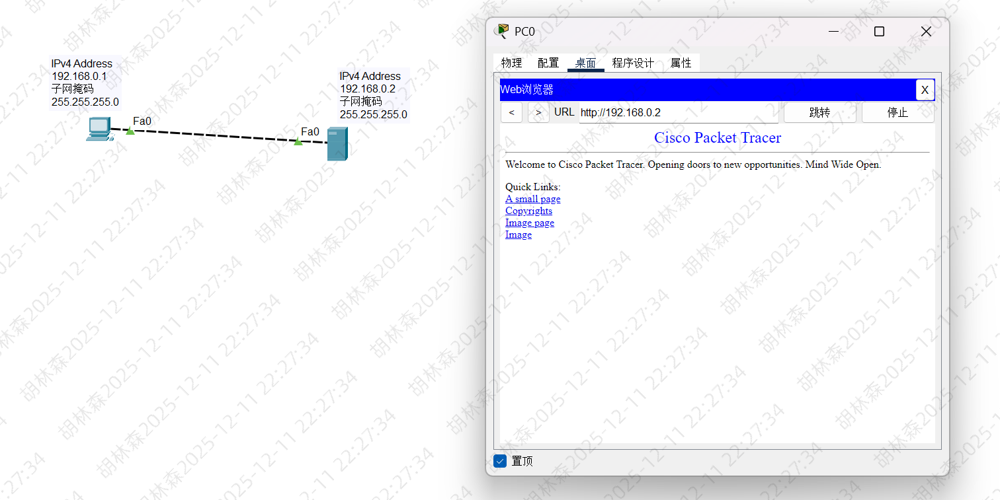 IPv4 Address
192.168.0.1
子网掩码
255.255.255.0
Fa0
IPv4 Address
192.168.0.2
子网掩码
255.255.255.0
Fa0
PC0
物理 配置 桌面 程序设计 属性
Web浏览器 X
< > URL http://192.168.0.2 跳转 停止
Cisco Packet Tracer
Welcome to Cisco Packet Tracer. Opening doors to new opportunities. Mind Wide Open.
Quick Links:
A small page
Copyrights
Image page
Image
置顶
胡林森2025-12-11 22:27:34